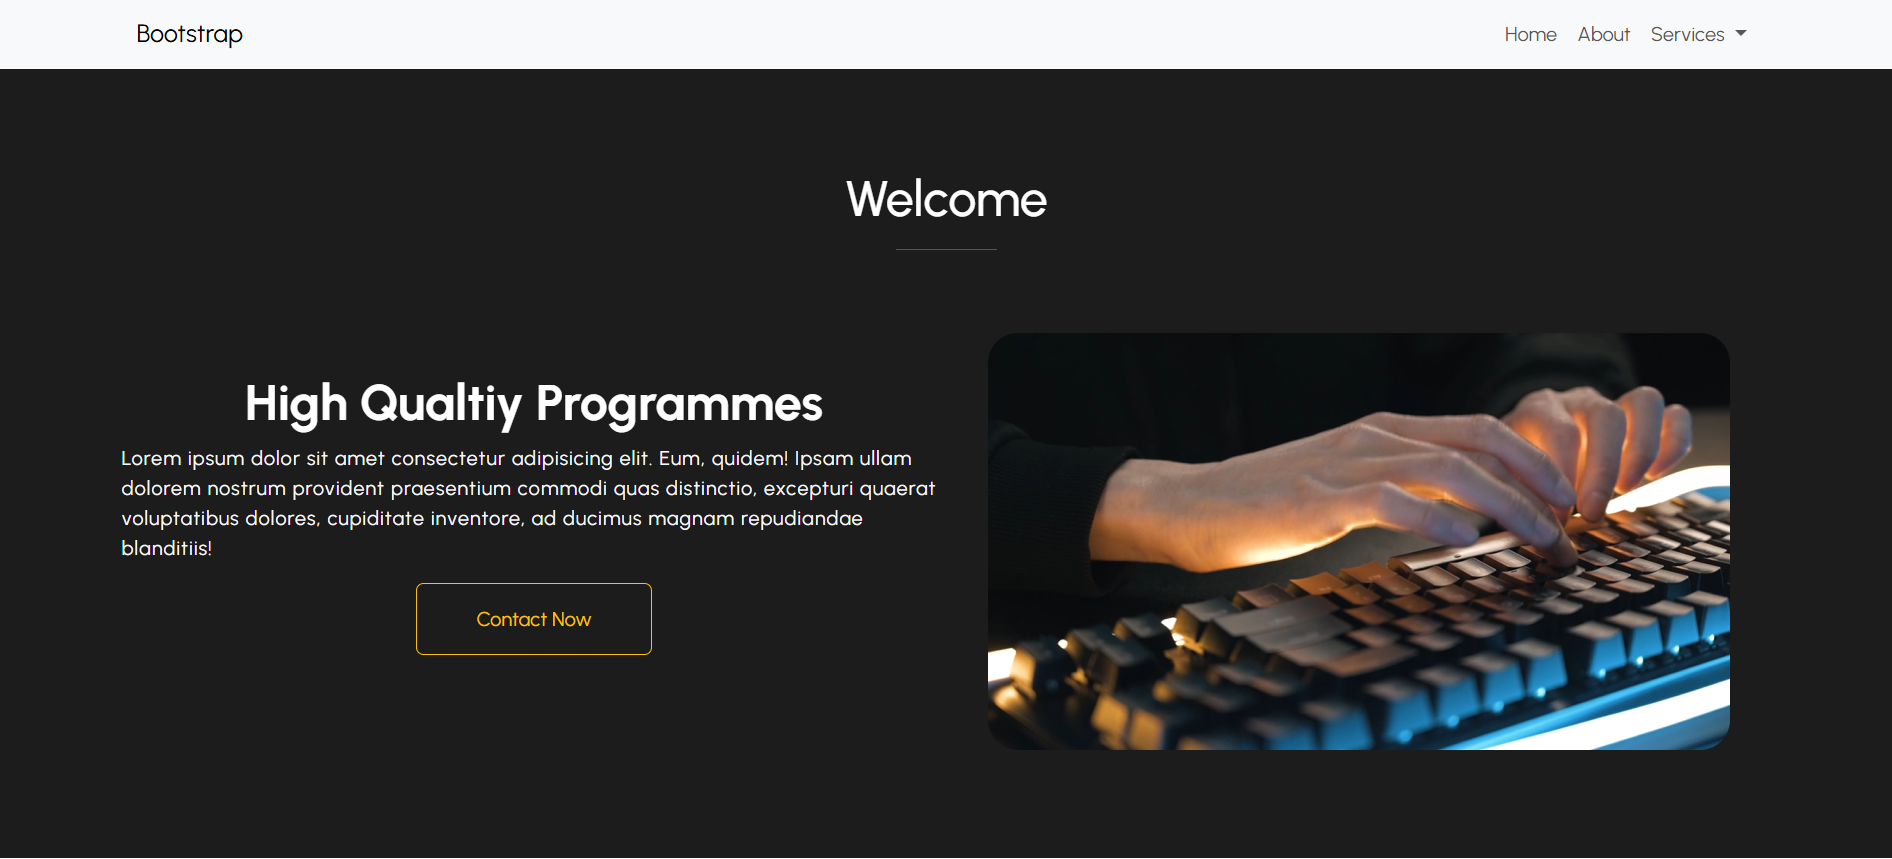 Bootstrap
Home About Services
Welcome
High Qualtiy Programmes
Lorem ipsum dolor sit amet consectetur adipisicing elit. Eum, quidem! Ipsam ullam
dolorem nostrum provident praesentium commodi quas distinctio, excepturi quaerat
voluptatibus dolores, cupiditate inventore, ad ducimus magnam repudiandae
blanditiis!
Contact Now